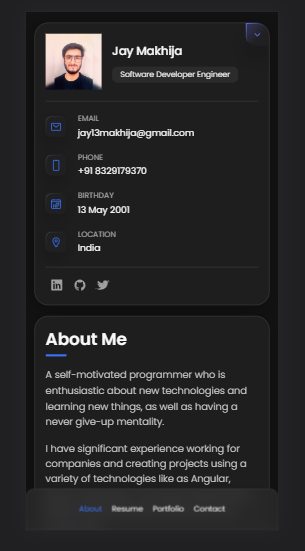 Jay Makhija
Software Developer Engineer
EMAIL
jay13makhija@gmail.com
PHONE
+91 8329179370
BIRTHDAY
13 May 2001
LOCATION
India
About Me
A self-motivated programmer who is
enthusiastic about new technologies and
learning new things, as well as having a
never give-up mentality.
I have significant experience working for
companies and creating projects using a
variety of technologies like as Angular,
About Resume Portfolio Contact